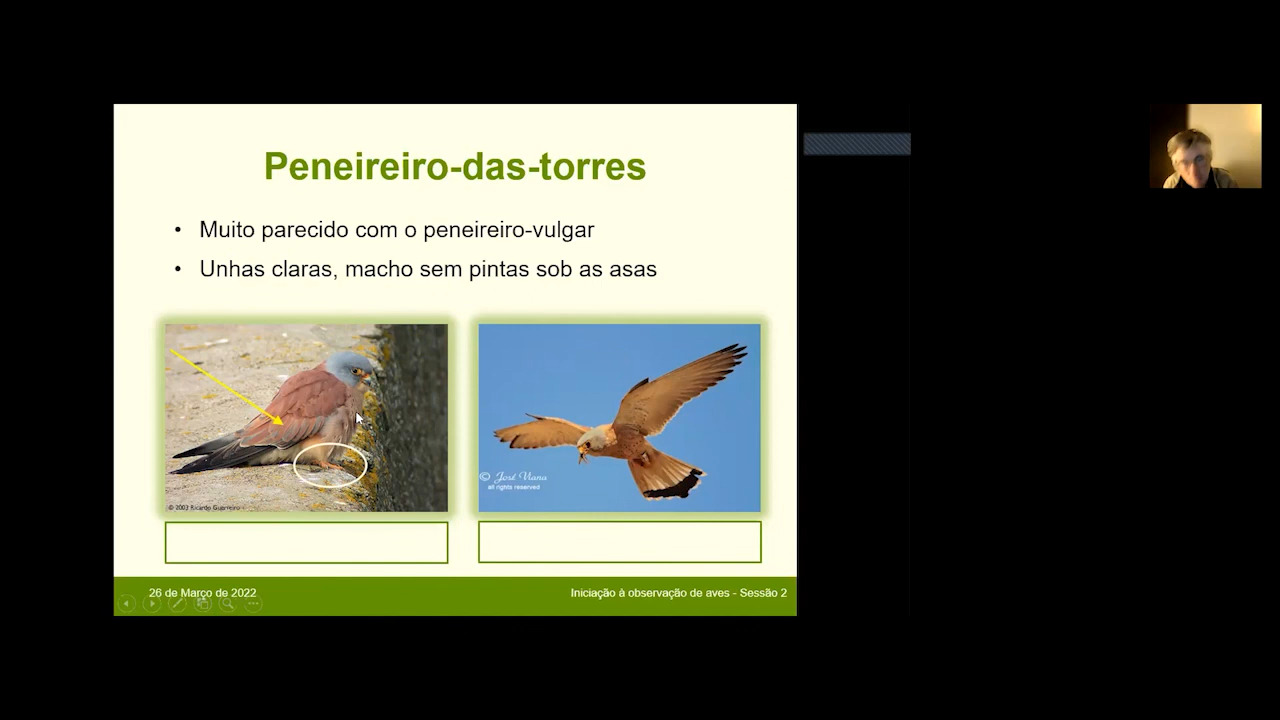 Peneireiro-das-torres
• Muito parecido com o peneireiro-vulgar
• Unhas claras, macho sem pintas sob as asas
© 2003 Ricardo Guerreiro
© José Viana
all rights reserved
26 de Março de 2022
Iniciação à observação de aves - Sessão 2